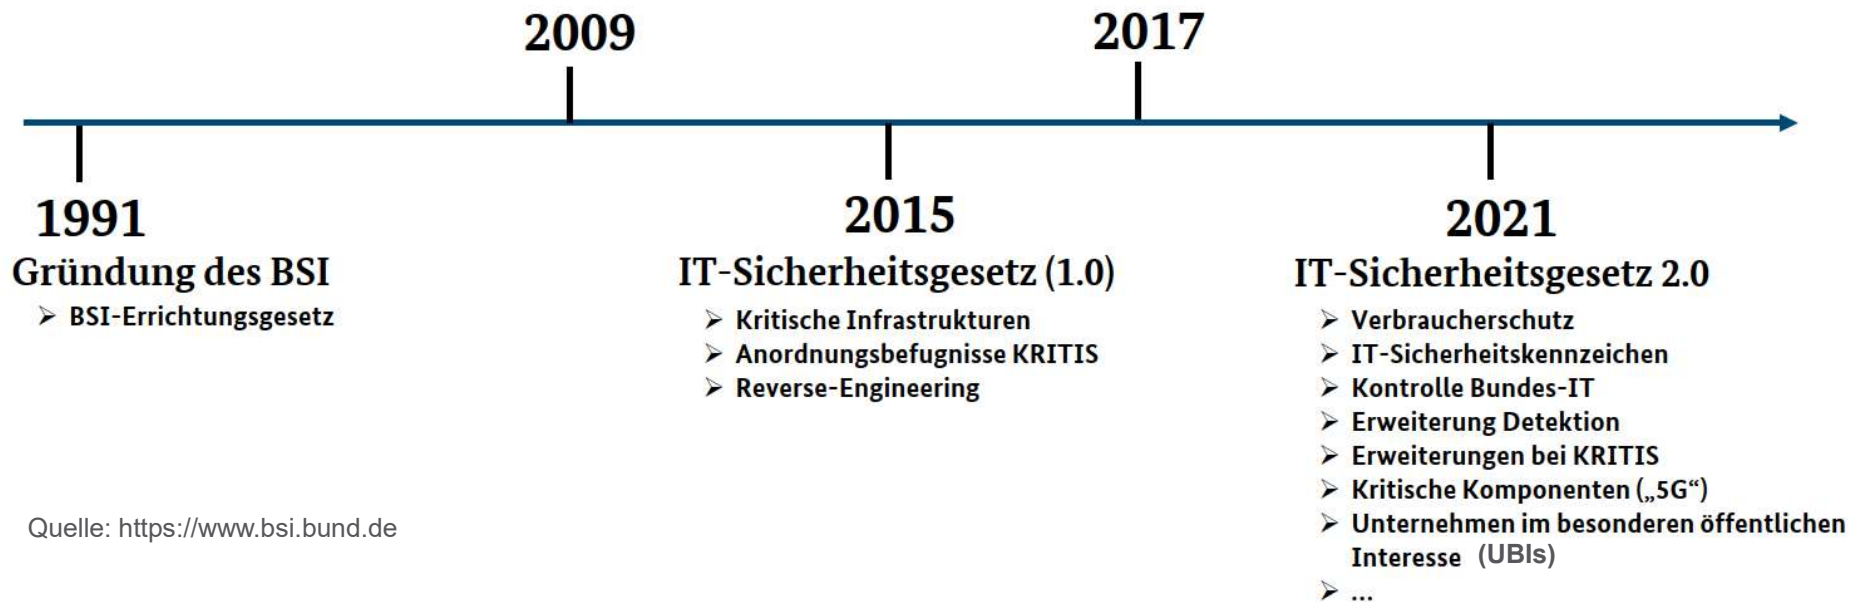 2009
2017
1991
Gründung des BSI
➢ BSI-Errichtungsgesetz
2015
IT-Sicherheitsgesetz (1.0)
➢ Kritische Infrastrukturen
➢ Anordnungsbefugnisse KRITIS
➢ Reverse-Engineering
2021
IT-Sicherheitsgesetz 2.0
➢ Verbraucherschutz
➢ IT-Sicherheitskennzeichen
➢ Kontrolle Bundes-IT
➢ Erweiterung Detektion
➢ Erweiterungen bei KRITIS
➢ Kritische Komponenten („5G“)
➢ Unternehmen im besonderen öffentlichen
Interesse (UBIs)
➢ ...
Quelle: https://www.bsi.bund.de